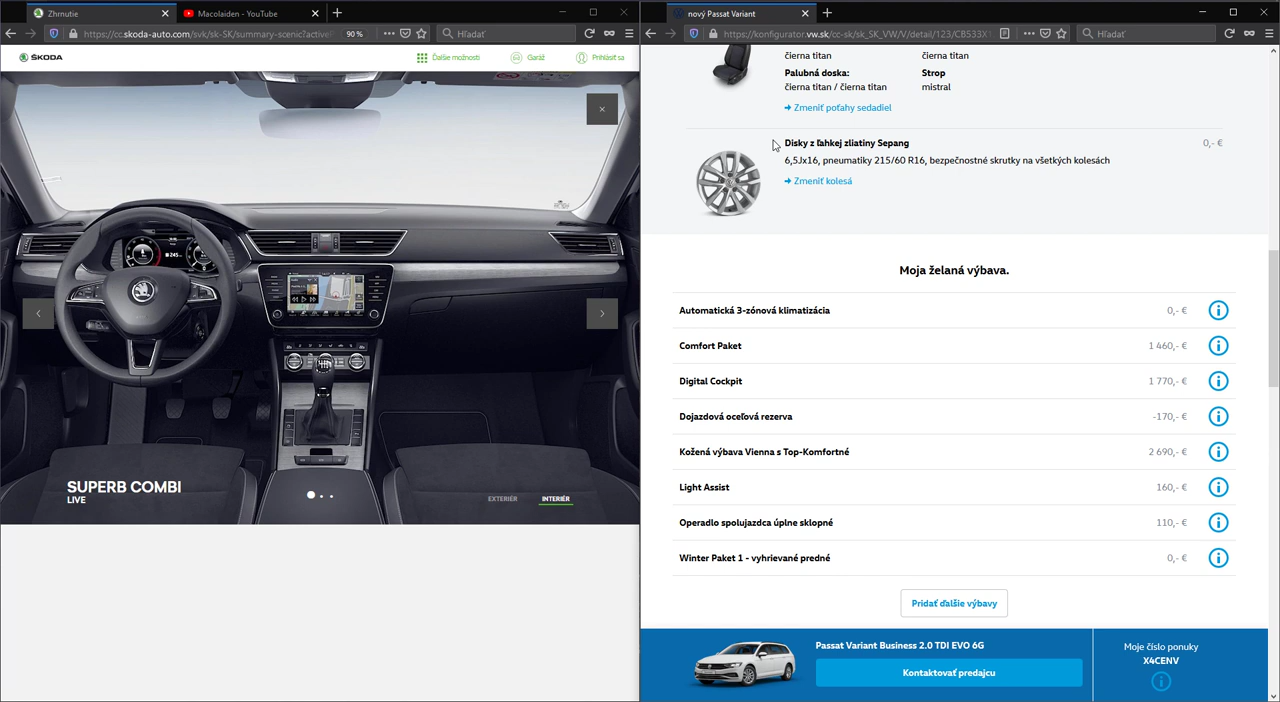 Zhrnutie
Macolaiden - YouTube
https://cc.skoda-auto.com/svk/sk-SK/summary-scenic?activeP
90 %
Hľadať
ŠKODA
Ďalšie možnosti
Garáž
Prihlásiť sa
SUPERB COMBI
LIVE
EXTERIÉR
INTERIÉR
nový Passat Variant
https://konfigurator.vw.sk/cc-sk/sk_SK_VW/V/detail/123/CB533X1
Hľadať
čierna titan
čierna titan
Palubná doska:
Strop
čierna titan / čierna titan
mistral
Zmeniť poťahy sedadiel
Disky z ľahkej zliatiny Sepang
0,- €
6,5Jx16, pneumatiky 215/60 R16, bezpečnostné skrutky na všetkých kolesách
Zmeniť kolesá
Moja želaná výbava.
Automatická 3-zónová klimatizácia
0,- €
Comfort Paket
1 460,- €
Digital Cockpit
1 770,- €
Dojazdová oceľová rezerva
-170,- €
Kožená výbava Vienna s Top-Komfortné
2 690,- €
Light Assist
160,- €
Operadlo spolujazdca úplne sklopné
110,- €
Winter Paket 1 - vyhrievané predné
0,- €
Pridať ďalšie výbavy
Passat Variant Business 2.0 TDI EVO 6G
Kontaktovať predajcu
Moje číslo ponuky
X4CENV